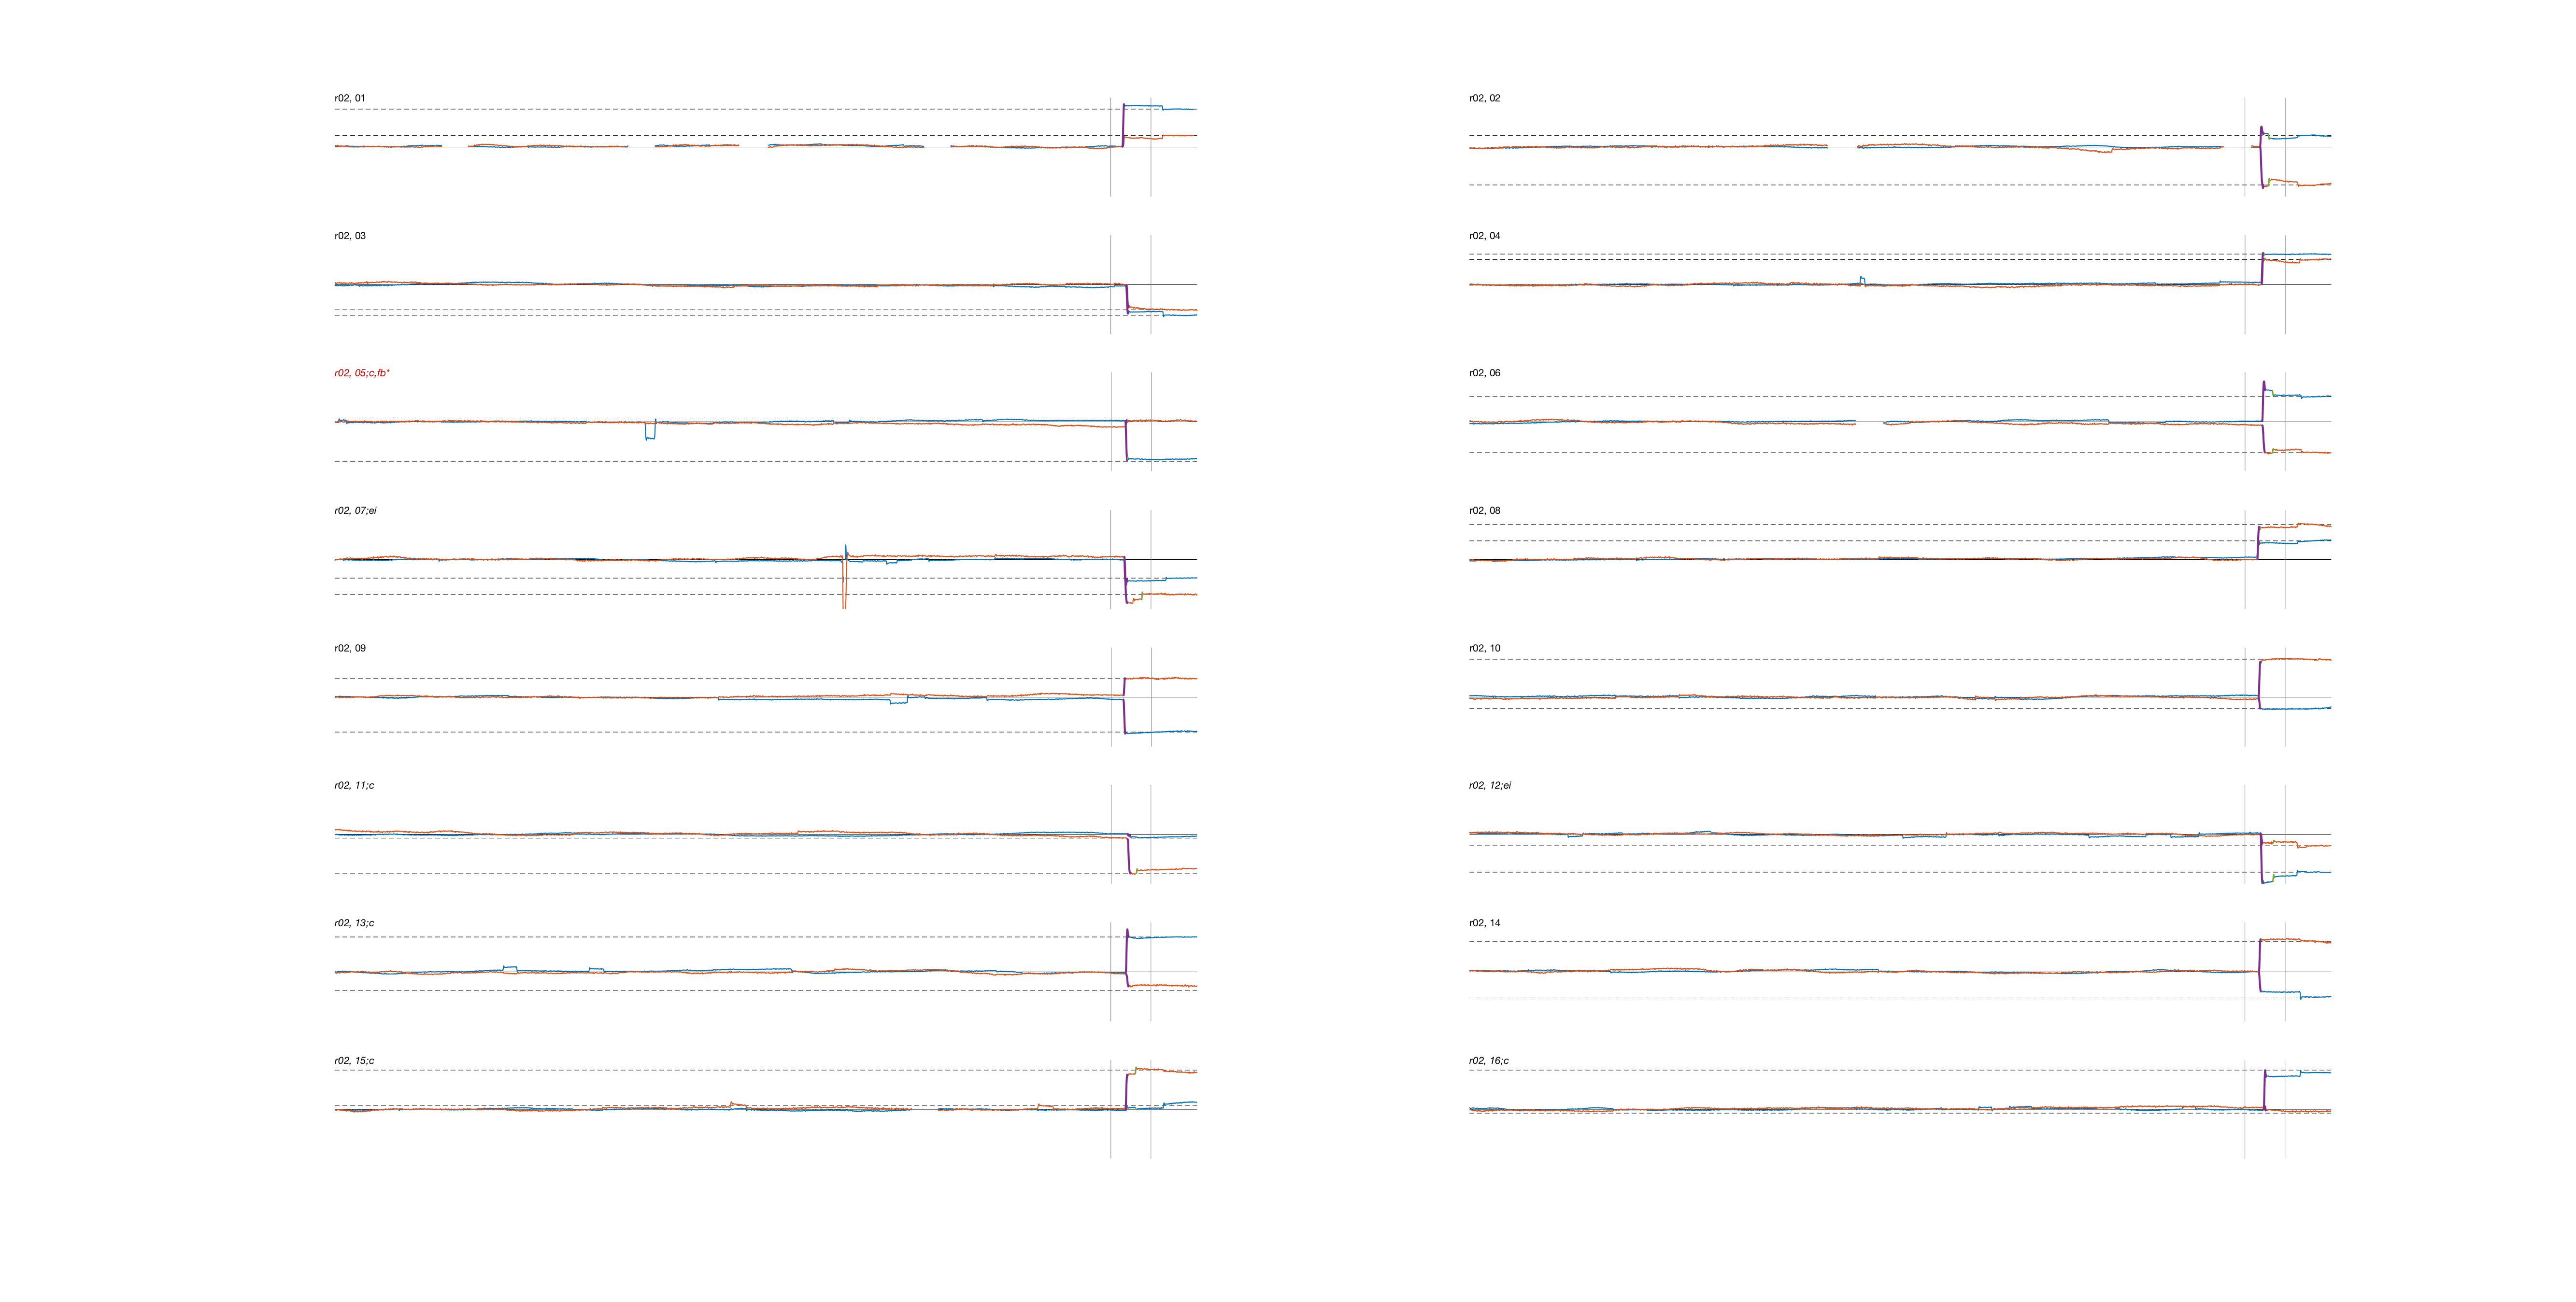 r02, 01
r02, 02
r02, 03
r02, 04
r02, 05;c,fb*
r02, 06
r02, 07;ei
r02, 08
r02, 09
r02, 10
r02, 11;c
r02, 12;ei
r02, 13;c
r02, 14
r02, 15;c
r02, 16;c